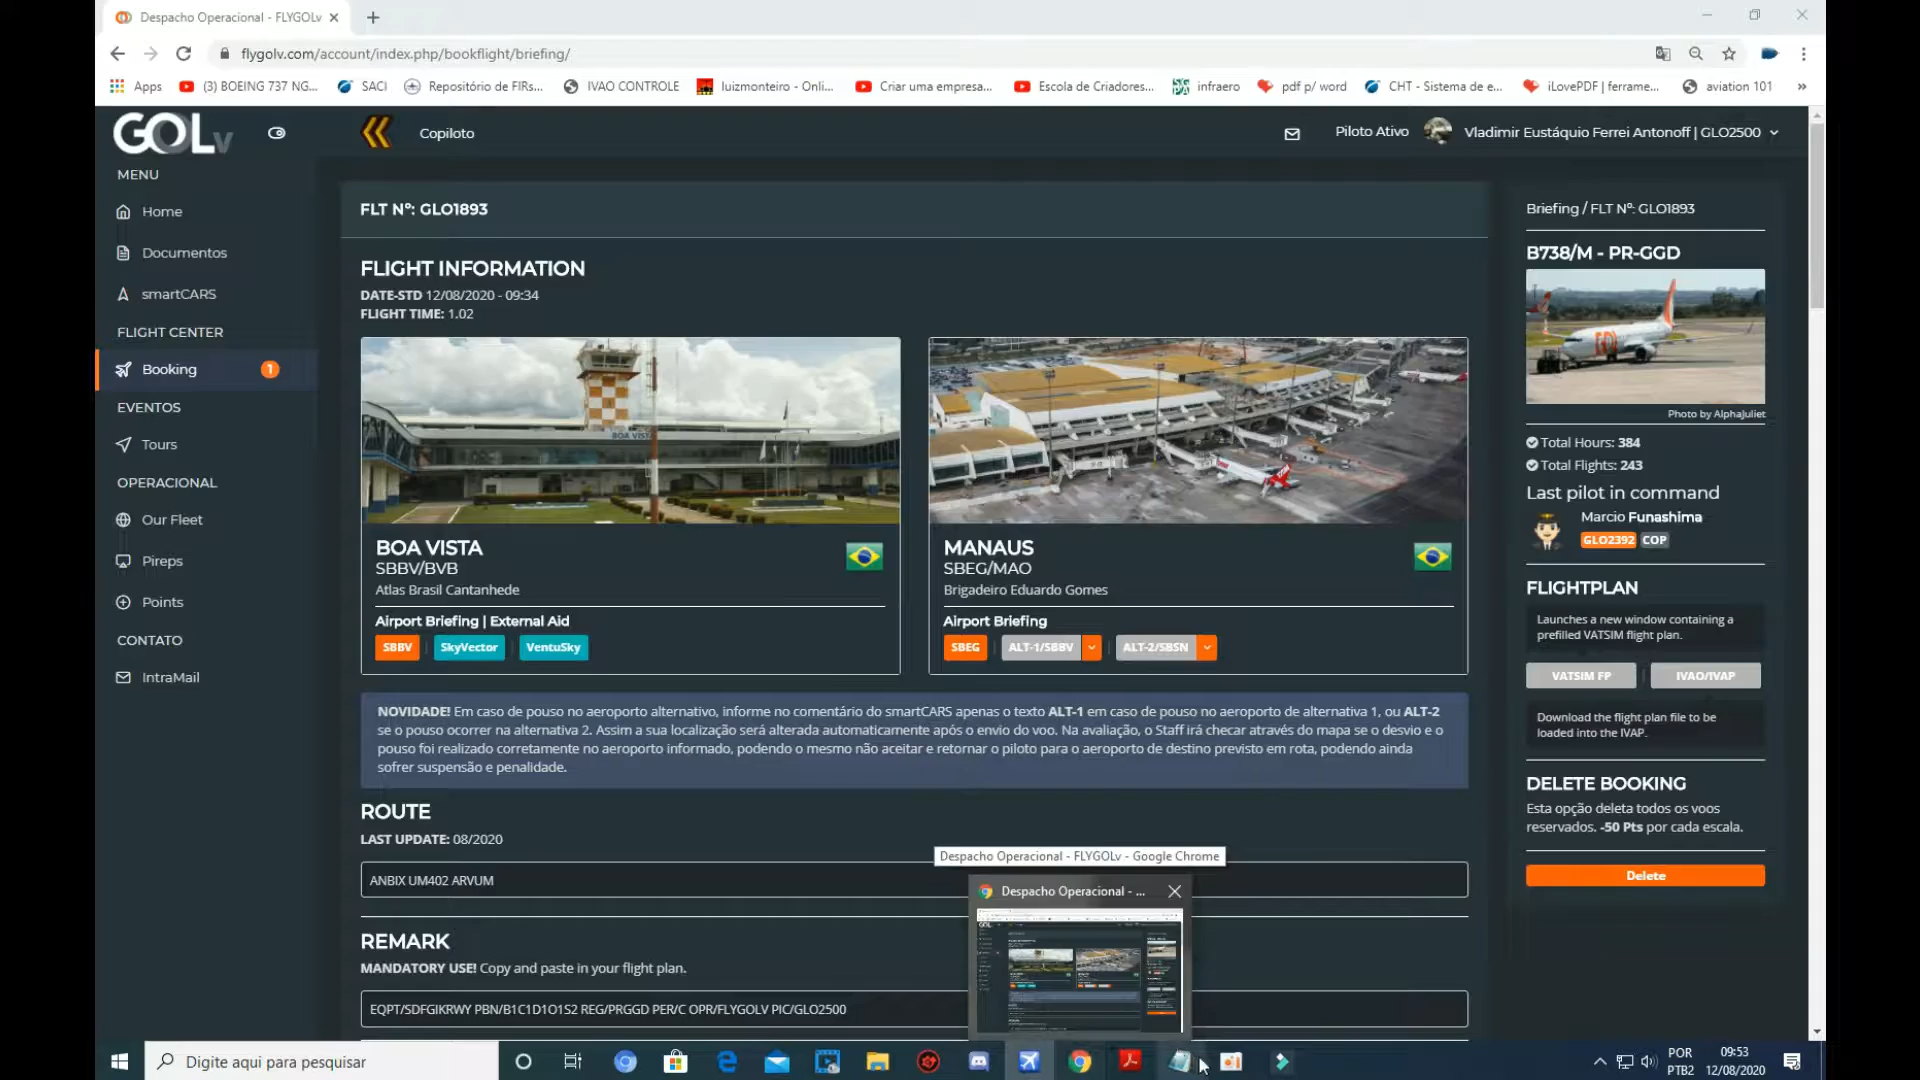 Despacho Operacional - FLYGOLv
flygolv.com/account/index.php/bookflight/briefing/
Apps
(3) BOEING 737 NG...
SACI
Repositório de FIRs...
IVAO CONTROLE
luizmonteiro - Onli...
Criar uma empresa...
Escola de Criadores...
infraero
pdf p/ word
CHT - Sistema de e...
iLovePDF | ferrame...
aviation 101
»
GOLv
Copiloto
Piloto Ativo
Vladimir Eustáquio Ferrei Antonoff | GLO2500
MENU
Home
Documentos
smartCARS
FLIGHT CENTER
Booking
1
EVENTOS
Tours
OPERACIONAL
Our Fleet
Pireps
Points
CONTATO
IntraMail
FLT Nº: GLO1893
FLIGHT INFORMATION
DATE-STD 12/08/2020 - 09:34
FLIGHT TIME: 1.02
BOA VISTA
BOA VISTA
SBBV/BVB
Atlas Brasil Cantanhede
Airport Briefing | External Aid
SBBV | SkyVector | VentuSky
MANAUS
SBEG/MAO
Brigadeiro Eduardo Gomes
Airport Briefing
SBEG | ALT-1/SBBV | ALT-2/SBSN
NOVIDADE! Em caso de pouso no aeroporto alternativo, informe no comentário do smartCARS apenas o texto ALT-1 em caso de pouso no aeroporto de alternativa 1, ou ALT-2
se o pouso ocorrer na alternativa 2. Assim a sua localização será alterada automaticamente após o envio do voo. Na avaliação, o Staff irá checar através do mapa se o desvio e o
pouso foi realizado corretamente no aeroporto informado, podendo o mesmo não aceitar e retornar o piloto para o aeroporto de destino previsto em rota, podendo ainda
sofrer suspensão e penalidade.
ROUTE
LAST UPDATE: 08/2020
ANBIX UM402 ARVUM
REMARK
MANDATORY USE! Copy and paste in your flight plan.
EQPT/SDFGIKRWY PBN/B1C1D1O1S2 REG/PRGGD PER/C OPR/FLYGOLV PIC/GLO2500
Briefing / FLT Nº: GLO1893
B738/M - PR-GGD
Photo by AlphaJuliet
Total Hours: 384
Total Flights: 243
Last pilot in command
Marcio Funashima
GLO2392 COP
FLIGHTPLAN
Launches a new window containing a
prefilled VATSIM flight plan.
VATSIM FP | IVAO/IVAP
Download the flight plan file to be
loaded into the IVAP.
DELETE BOOKING
Esta opção deleta todos os voos
reservados. -50 Pts por cada escala.
Delete
Despacho Operacional - FLYGOLv - Google Chrome
Despacho Operacional - ...
Digite aqui para pesquisar
POR
PTB2
09:53
12/08/2020